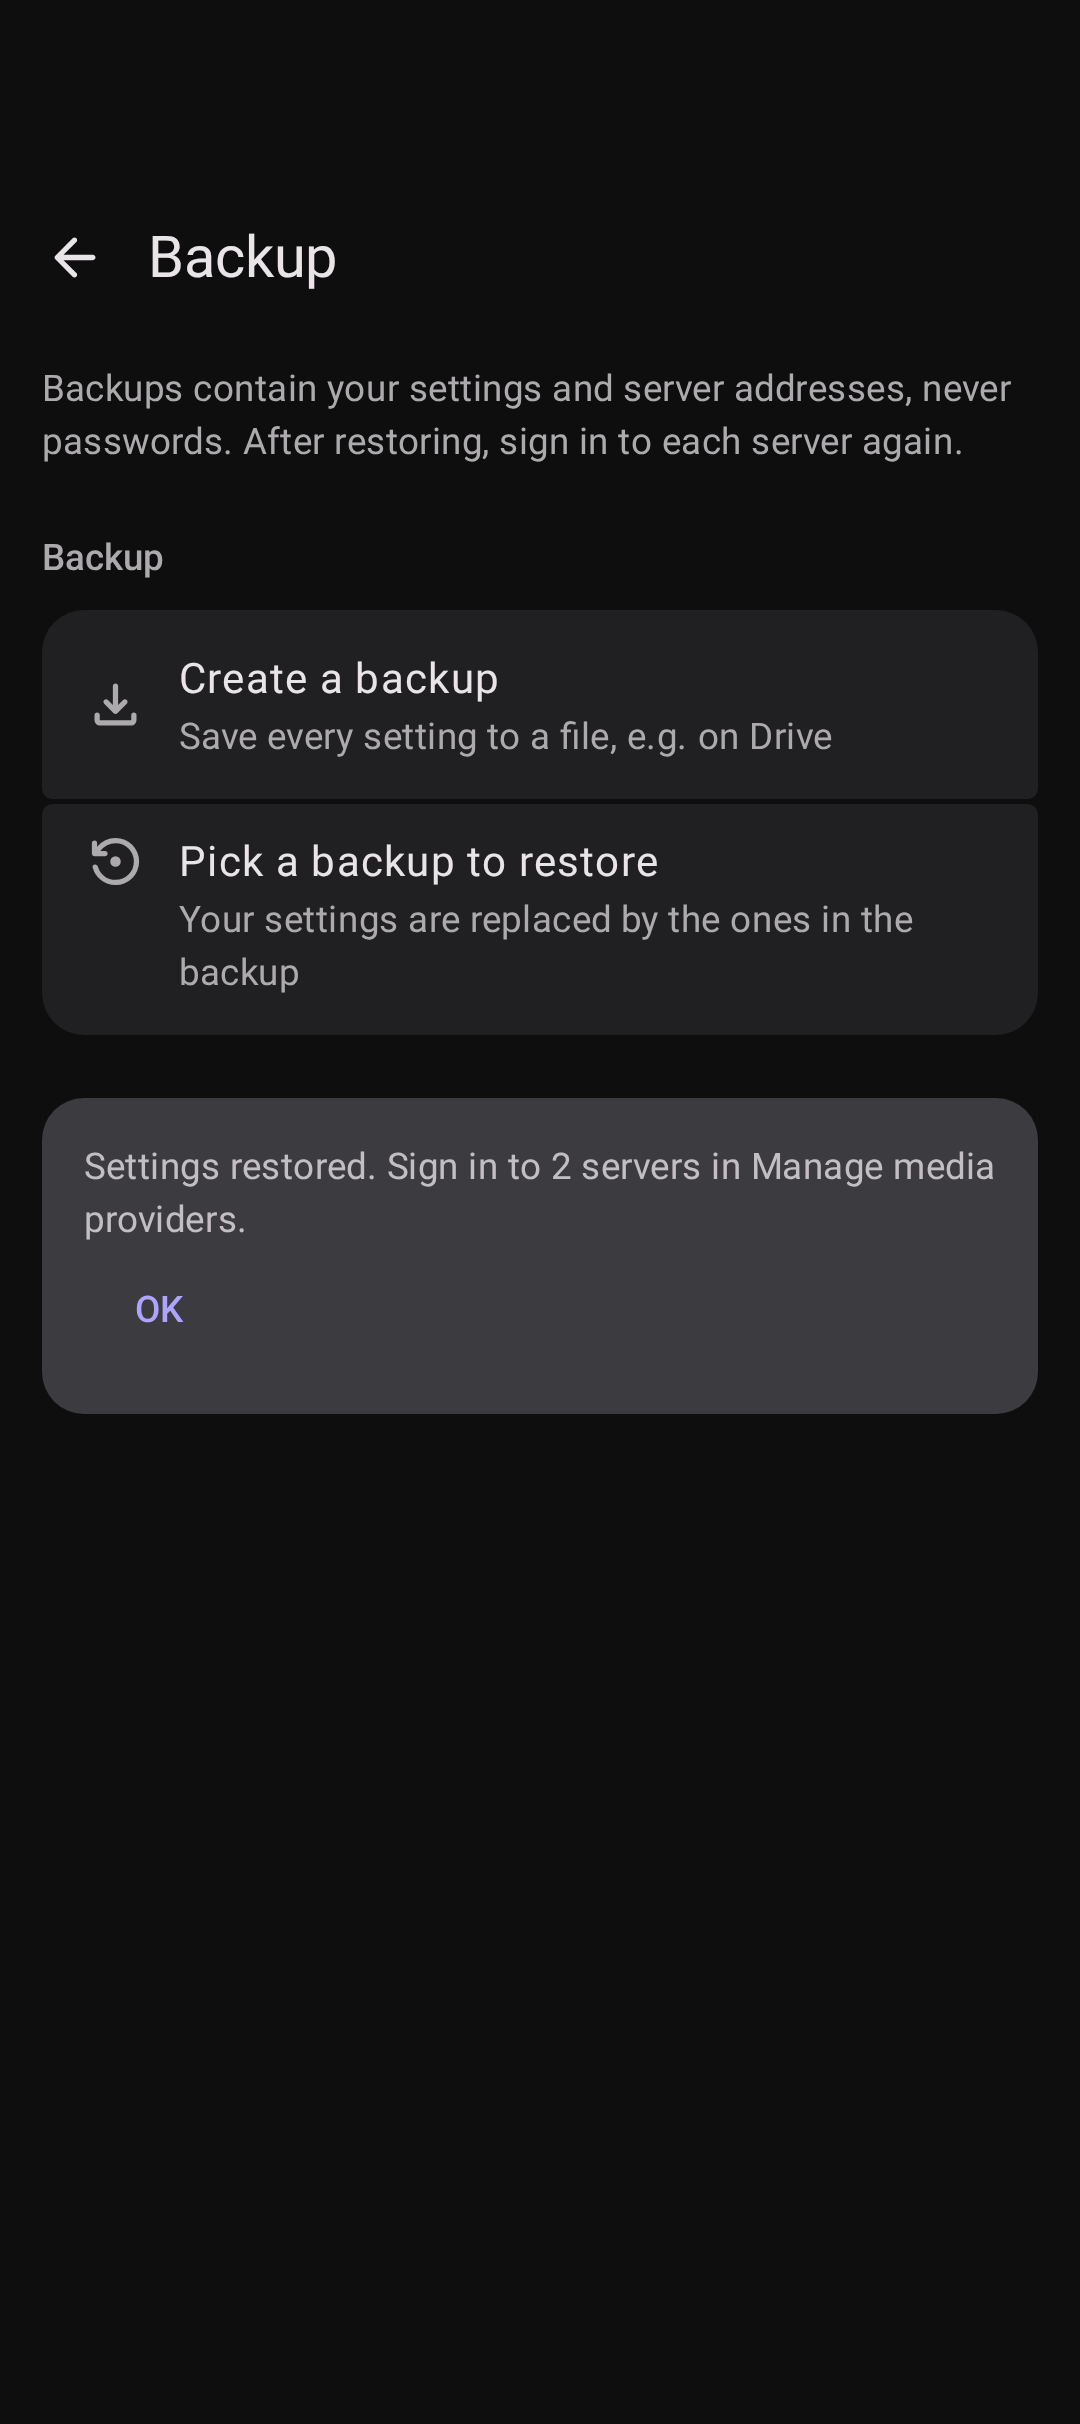 Backup
Backups contain your settings and server addresses, never
passwords. After restoring, sign in to each server again.
Backup
Create a backup
Save every setting to a file, e.g. on Drive
Pick a backup to restore
Your settings are replaced by the ones in the
backup
Settings restored. Sign in to 2 servers in Manage media
providers.
OK